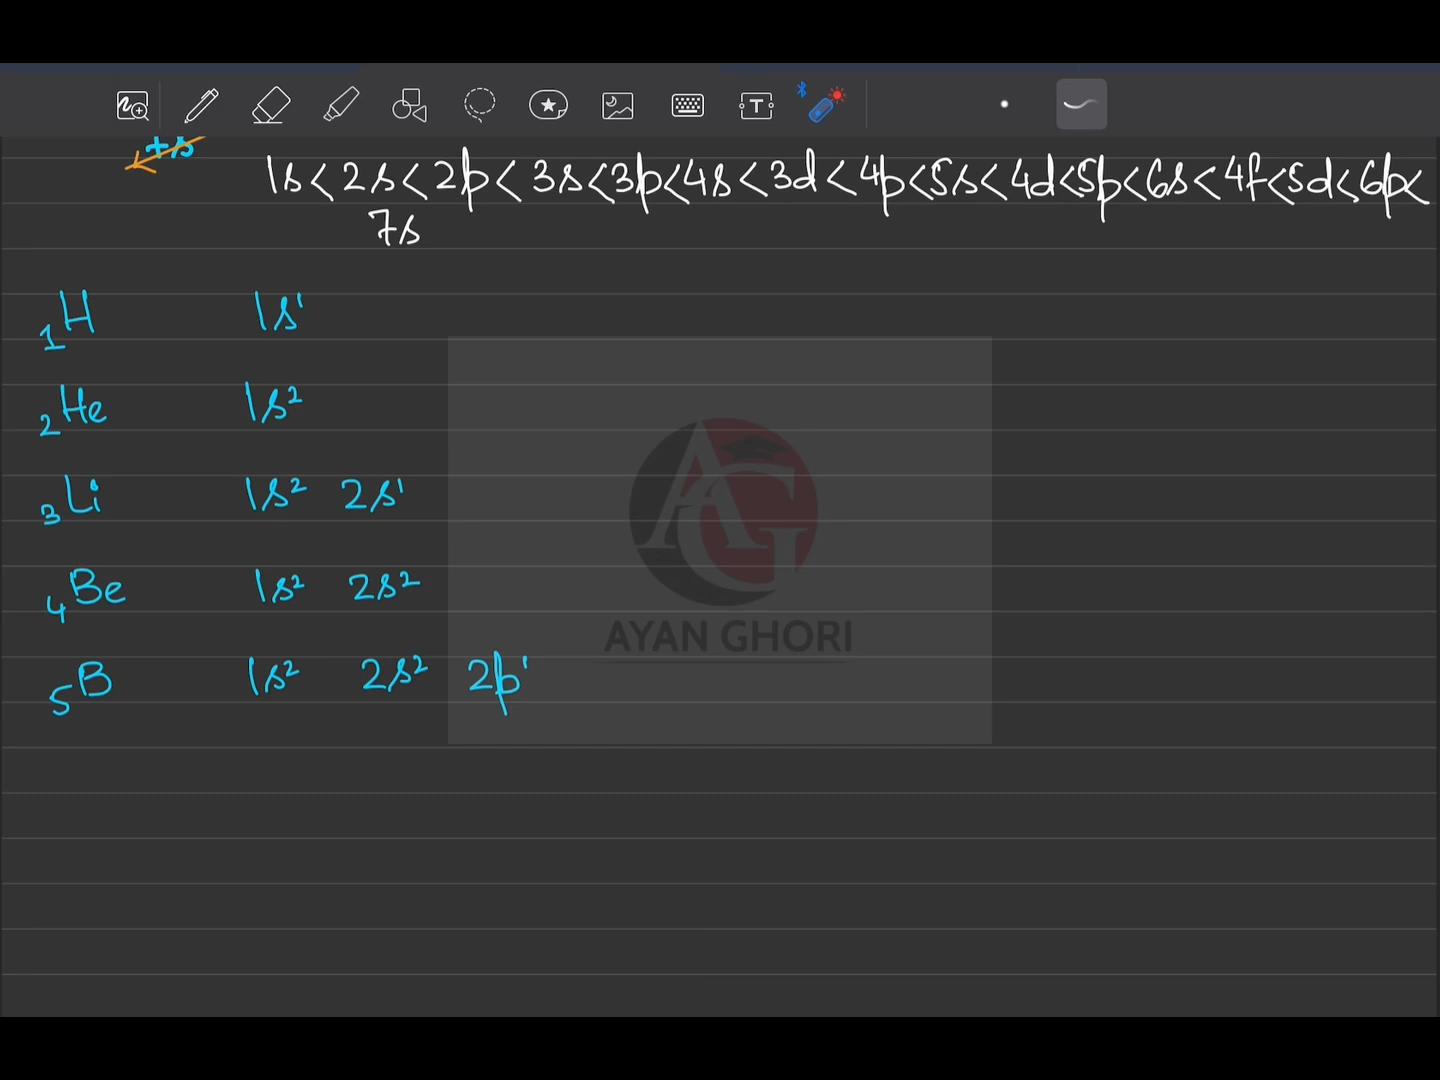 1s < 2s < 2p < 3s < 3p < 4s < 3d < 4p < 5s < 4d < 5p < 6s < 4f < 5d < 6p <
7s
₁H 1s¹
₂He 1s²
₃Li 1s² 2s¹
₄Be 1s² 2s²
₅B 1s² 2s² 2p¹
AG
AYAN GHORI